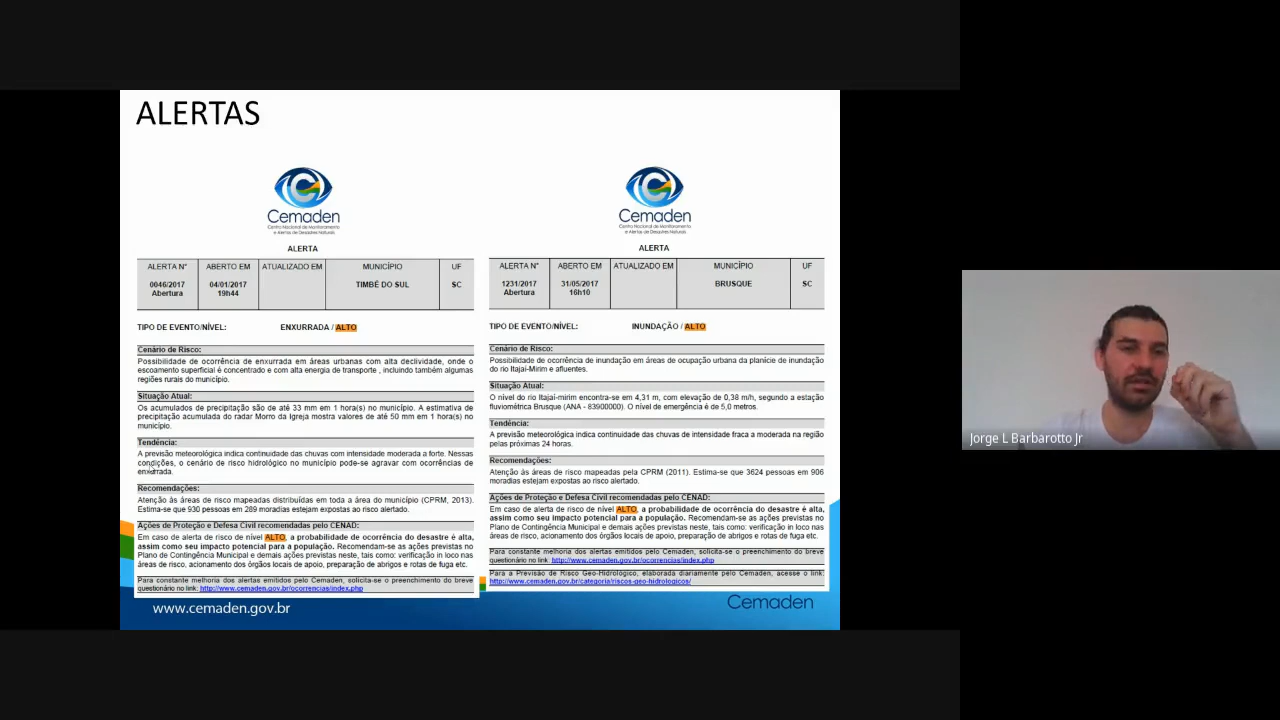 ALERTAS
Cemaden
Centro Nacional de Monitoramento
e Alertas de Desastres Naturais
ALERTA
ALERTA N° ABERTO EM ATUALIZADO EM MUNICÍPIO UF
0046/2017 04/01/2017 TIMBÉ DO SUL SC
Abertura 19h44
TIPO DE EVENTO/NÍVEL: ENXURRADA / ALTO
Cenário de Risco:
Possibilidade de ocorrência de enxurrada em áreas urbanas com alta declividade, onde o
escoamento superficial é concentrado e com alta energia de transporte , incluindo também algumas
regiões rurais do município.
Situação Atual:
Os acumulados de precipitação são de até 33 mm em 1 hora(s) no município. A estimativa de
precipitação acumulada do radar Morro da Igreja mostra valores de até 50 mm em 1 hora(s) no
município.
Tendência:
A previsão meteorológica indica continuidade das chuvas com intensidade moderada a forte. Nessas
condições, o cenário de risco hidrológico no município pode-se agravar com ocorrências de
enxurrada.
Recomendações:
Atenção às áreas de risco mapeadas distribuídas em toda a área do município (CPRM, 2013).
Estima-se que 930 pessoas em 289 moradias estejam expostas ao risco alertado.
Ações de Proteção e Defesa Civil recomendadas pelo CENAD:
Em caso de alerta de risco de nível ALTO, a probabilidade de ocorrência do desastre é alta,
assim como seu impacto potencial para a população. Recomendam-se as ações previstas no
Plano de Contingência Municipal e demais ações previstas neste, tais como: verificação in loco nas
áreas de risco, acionamento dos órgãos locais de apoio, preparação de abrigos e rotas de fuga etc.
Para constante melhoria dos alertas emitidos pelo Cemaden, solicita-se o preenchimento do breve
questionário no link: http://www.cemaden.gov.br/ocorrencias/index.php
Cemaden
Centro Nacional de Monitoramento
e Alertas de Desastres Naturais
ALERTA
ALERTA N° ABERTO EM ATUALIZADO EM MUNICÍPIO UF
1231/2017 31/05/2017 BRUSQUE SC
Abertura 16h10
TIPO DE EVENTO/NÍVEL: INUNDAÇÃO / ALTO
Cenário de Risco:
Possibilidade de ocorrência de inundação em áreas de ocupação urbana da planície de inundação
do rio Itajaí-Mirim e afluentes.
Situação Atual:
O nível do rio Itajaí-mirim encontra-se em 4,31 m, com elevação de 0,38 m/h, segundo a estação
fluviométrica Brusque (ANA - 83900000). O nível de emergência é de 5,0 metros.
Tendência:
A previsão meteorológica indica continuidade das chuvas de intensidade fraca a moderada na região
pelas próximas 24 horas.
Recomendações:
Atenção às áreas de risco mapeadas pela CPRM (2011). Estima-se que 3624 pessoas em 906
moradias estejam expostas ao risco alertado.
Ações de Proteção e Defesa Civil recomendadas pelo CENAD:
Em caso de alerta de risco de nível ALTO, a probabilidade de ocorrência do desastre é alta,
assim como seu impacto potencial para a população. Recomendam-se as ações previstas no
Plano de Contingência Municipal e demais ações previstas neste, tais como: verificação in loco nas
áreas de risco, acionamento dos órgãos locais de apoio, preparação de abrigos e rotas de fuga etc.
Para constante melhoria dos alertas emitidos pelo Cemaden, solicita-se o preenchimento do breve
questionário no link: http://www.cemaden.gov.br/ocorrencias/index.php
Para a Previsão de Risco Geo-Hidrológico, elaborada diariamente pelo Cemaden, acesse o link:
http://www.cemaden.gov.br/categoria/riscos-geo-hidrologicos/
www.cemaden.gov.br
Cemaden
Jorge L Barbarotto Jr